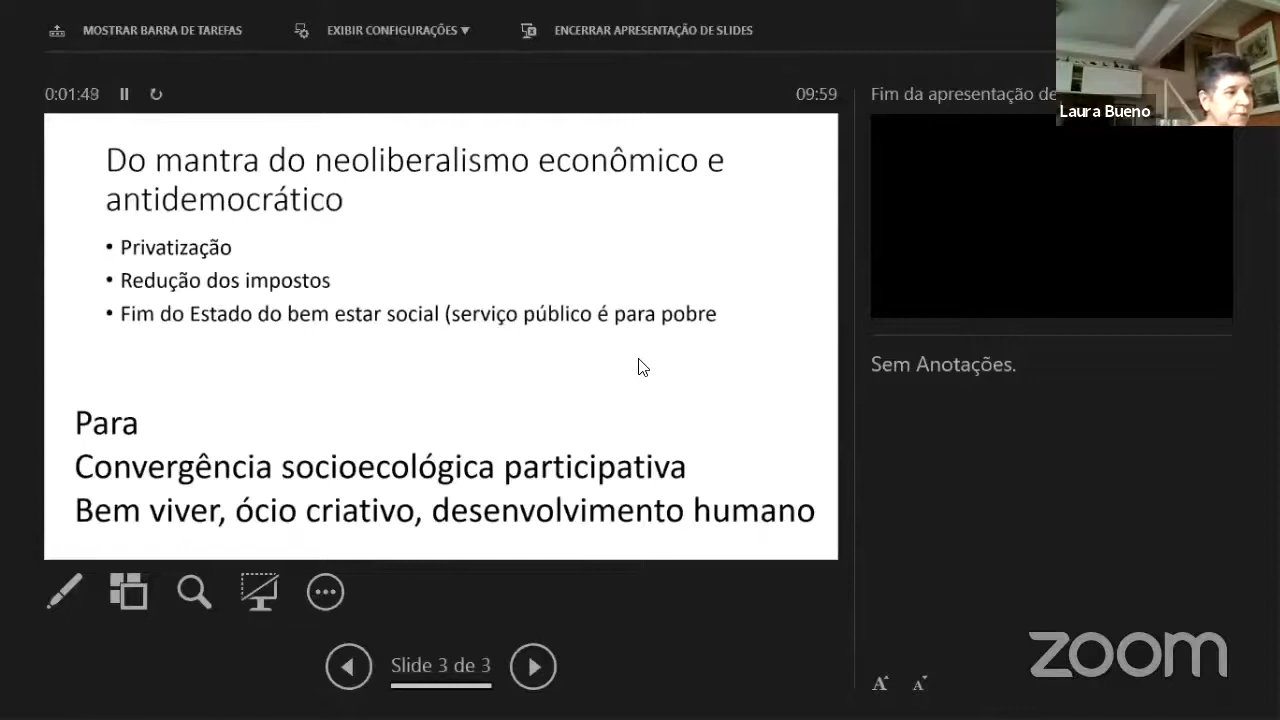 MOSTRAR BARRA DE TAREFAS
EXIBIR CONFIGURAÇÕES
ENCERRAR APRESENTAÇÃO DE SLIDES
0:01:49
09:59
Fim da apresentação de
Laura Bueno
Do mantra do neoliberalismo econômico e
antidemocrático
• Privatização
• Redução dos impostos
• Fim do Estado do bem estar social (serviço público é para pobre
Para
Convergência socioecológica participativa
Bem viver, ócio criativo, desenvolvimento humano
Sem Anotações.
Slide 3 de 3
A A
zoom